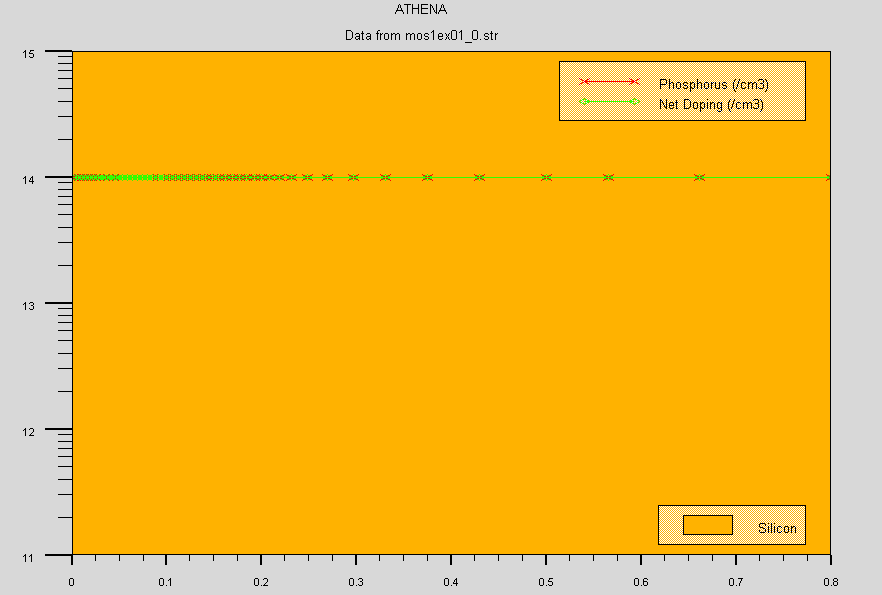 ATHENA
Data from mos1ex01_0.str
Phosphorus (/cm3)
Net Doping (/cm3)
15
14
13
12
11
Silicon
0 0.1 0.2 0.3 0.4 0.5 0.6 0.7 0.8